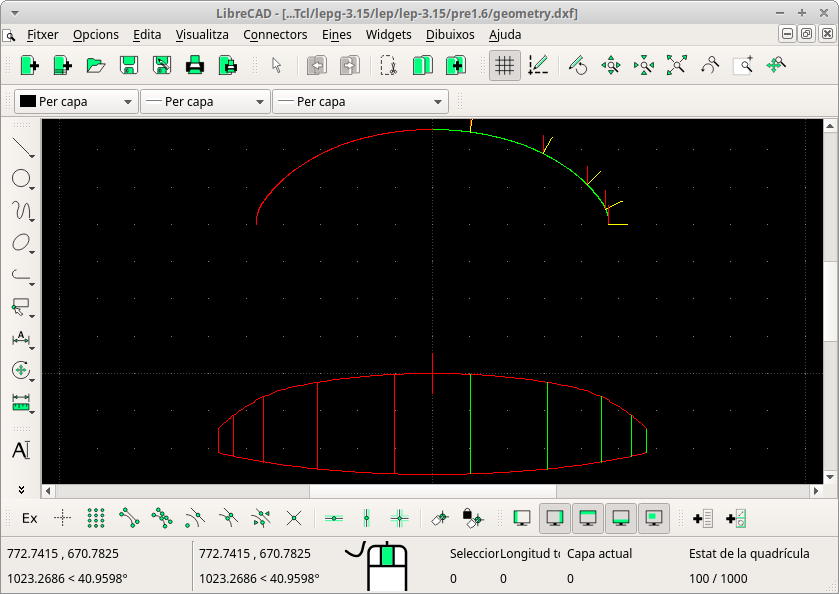 LibreCAD - [...Tcl/lepg-3.15/lep/lep-3.15/pre1.6/geometry.dxf]
Fitxer Opcions Edita Visualitza Connectors Eines Widgets Dibuixos Ajuda
Per capa Per capa Per capa
A
AI
Ex
772.7415 , 670.7825 772.7415 , 670.7825 Seleccior Longitud to Capa actual Estat de la quadrícula
1023.2686 < 40.9598° 1023.2686 < 40.9598° 0 0 0 100 / 1000